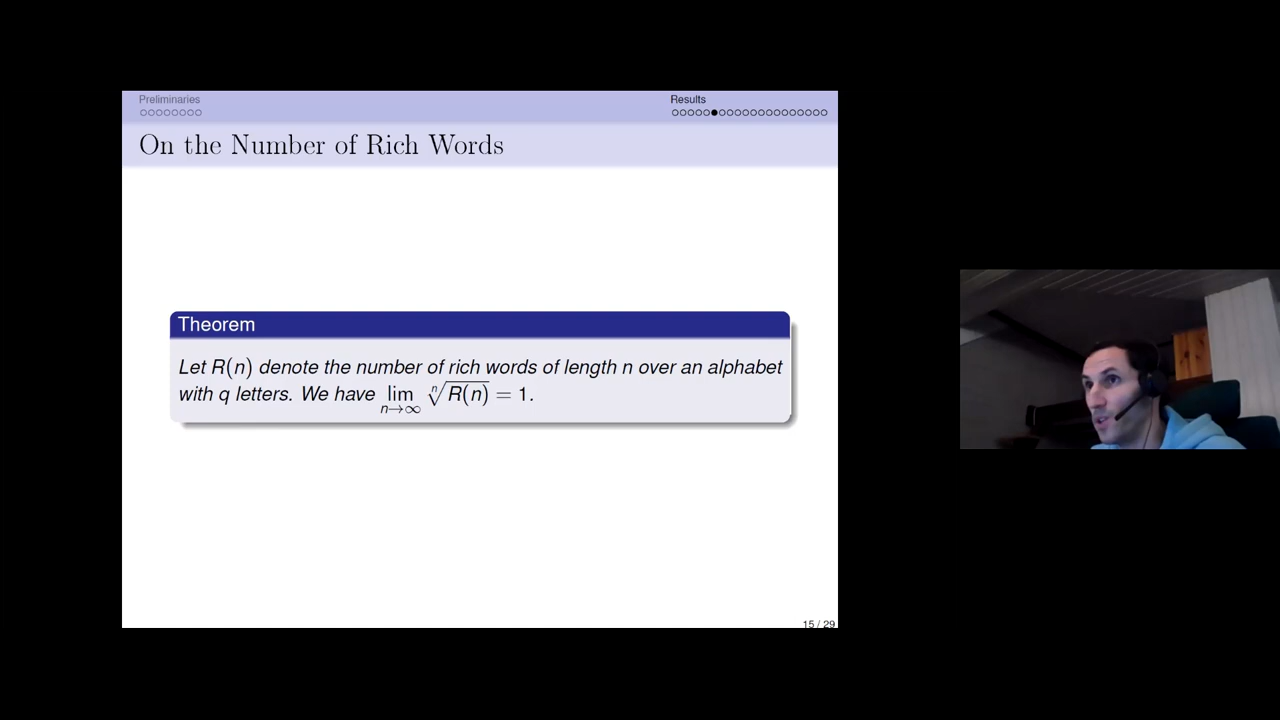 Preliminaries
Results
On the Number of Rich Words
Theorem
Let R(n) denote the number of rich words of length n over an alphabet
with q letters. We have lim n→∞ ⁿ√R(n) = 1.
15 / 29